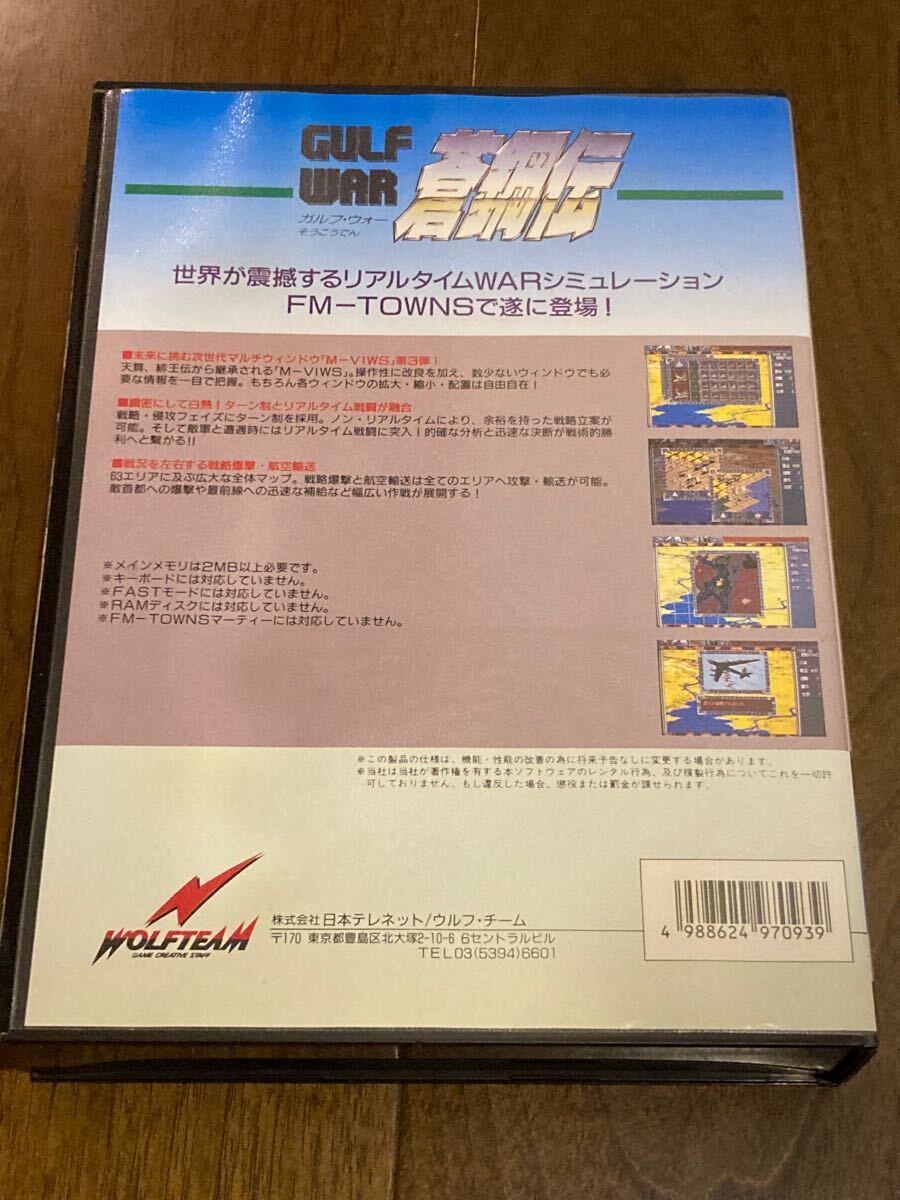 GULF
WAR
蒼鋼伝
ガルフ・ウォー
そうこうでん
世界が震撼するリアルタイムWARシミュレーション
FM-TOWNSで遂に登場!
■未来に挑む次世代マルチウィンドウ「M-VIWS」第3弾!
天舞、緋王伝から継承される「M-VIWS」。操作性に改良を加え、数少ないウィンドウでも必
要な情報を一目で把握。もちろん各ウィンドウの拡大・縮小・配置は自由自在!
■緻密にして白熱!ターン制とリアルタイム戦闘が融合
戦略・侵攻フェイズにターン制を採用。ノン・リアルタイムにより、余裕を持った戦略立案が
可能。そして敵軍と遭遇時にはリアルタイム戦闘に突入!的確な分析と迅速な決断が戦術的勝
利へと繋がる!!
■戦況を左右する戦略爆撃・航空輸送
63エリアに及ぶ広大な全体マップ。戦略爆撃と航空輸送は全てのエリアへ攻撃・輸送が可能。
敵首都への爆撃や最前線への迅速な補給など幅広い作戦が展開する!
※メインメモリは2MB以上必要です。
※キーボードには対応していません。
※FASTモードには対応していません。
※RAMディスクには対応していません。
※FM-TOWNSマーティーには対応していません。
※この製品の仕様は、機能・性能の改善の為に将来予告なしに変更する場合があります。
※当社は当社が著作権を有する本ソフトウェアのレンタル行為、及び複製行為についてこれを一切許
可しておりません。もし違反した場合、懲役または罰金が課せられます。
WOLFTEAM
GAME CREATIVE STAFF
株式会社日本テレネット/ウルフ・チーム
〒170 東京都豊島区北大塚2-10-6 6セントラルビル
TEL03(5394)6601
4 988624 970939